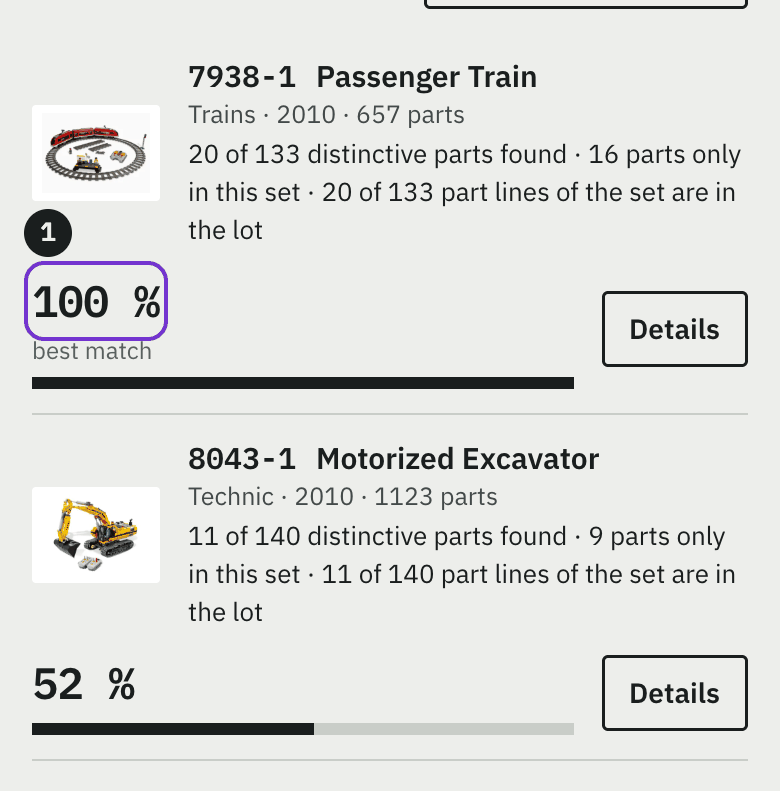 7938-1 Passenger Train
Trains · 2010 · 657 parts
20 of 133 distinctive parts found · 16 parts only
in this set · 20 of 133 part lines of the set are in
the lot
1
100 %
best match
Details
8043-1 Motorized Excavator
Technic · 2010 · 1123 parts
11 of 140 distinctive parts found · 9 parts only
in this set · 11 of 140 part lines of the set are in
the lot
52 %
Details